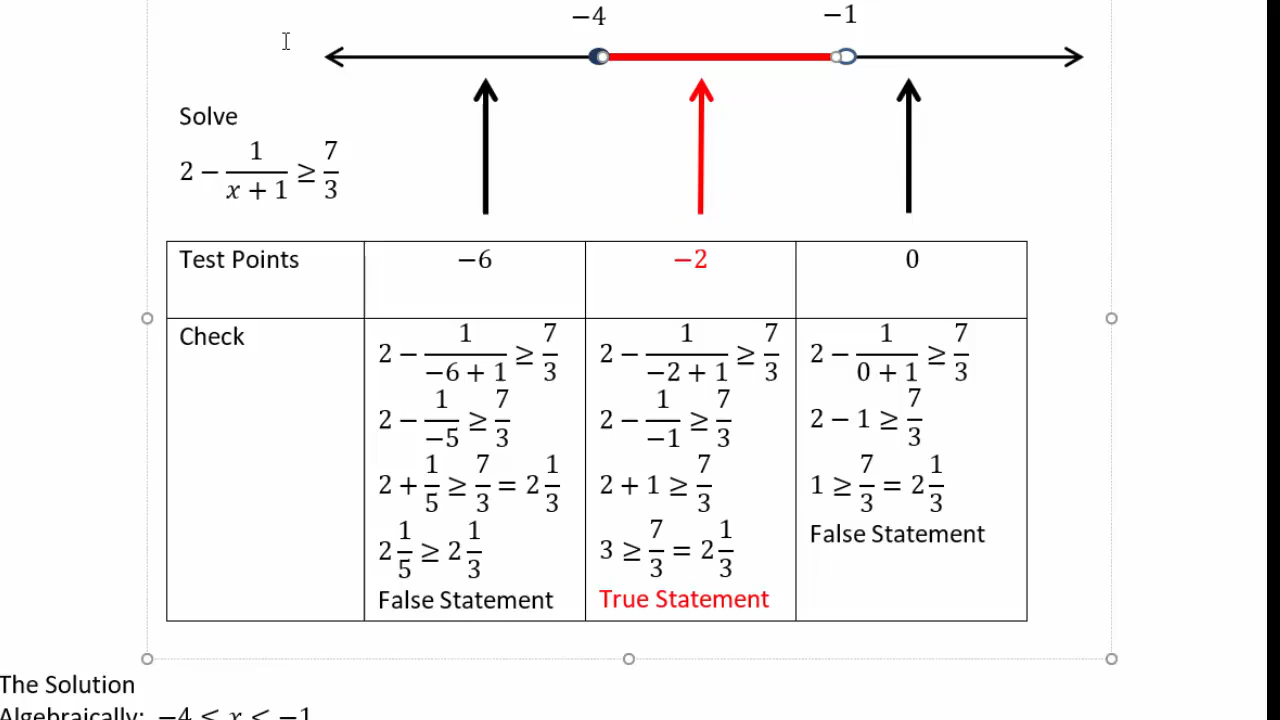 −4 −1
Solve
2 − 1/(x + 1) ≥ 7/3
Test Points −6 −2 0
Check
2 − 1/(−6 + 1) ≥ 7/3
2 − 1/(−5) ≥ 7/3
2 + 1/5 ≥ 7/3 = 2 1/3
2 1/5 ≥ 2 1/3
False Statement
2 − 1/(−2 + 1) ≥ 7/3
2 − 1/(−1) ≥ 7/3
2 + 1 ≥ 7/3
3 ≥ 7/3 = 2 1/3
True Statement
2 − 1/(0 + 1) ≥ 7/3
2 − 1 ≥ 7/3
1 ≥ 7/3 = 2 1/3
False Statement
The Solution
Algebraically: −4 ≤ x < −1